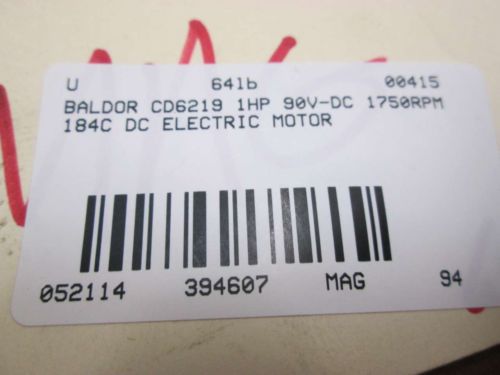 U 641b 00415
BALDOR CD6219 1HP 90V-DC 1750RPM
184C DC ELECTRIC MOTOR
052114 394607 MAG 94